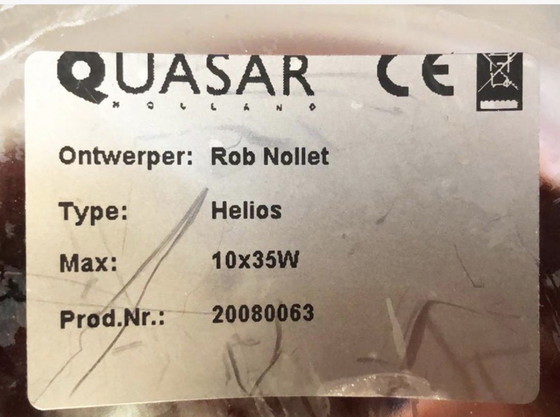 QUASAR CE
HOLLAND
Ontwerper: Rob Nollet
Type: Helios
Max: 10x35W
Prod.Nr.: 20080063